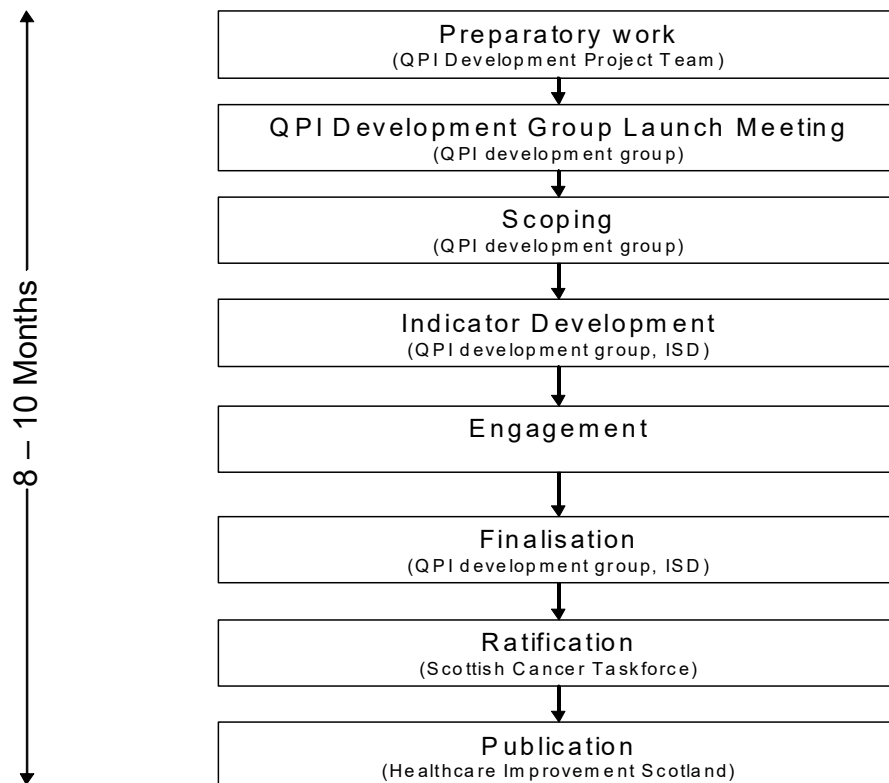 Preparatory work
(QPI Development Project Team)
QPI Development Group Launch Meeting
(QPI development group)
Scoping
(QPI development group)
Indicator Development
(QPI development group, ISD)
Engagement
Finalisation
(QPI development group, ISD)
Ratification
(Scottish Cancer Taskforce)
Publication
(Healthcare Improvement Scotland)
8 – 10 Months